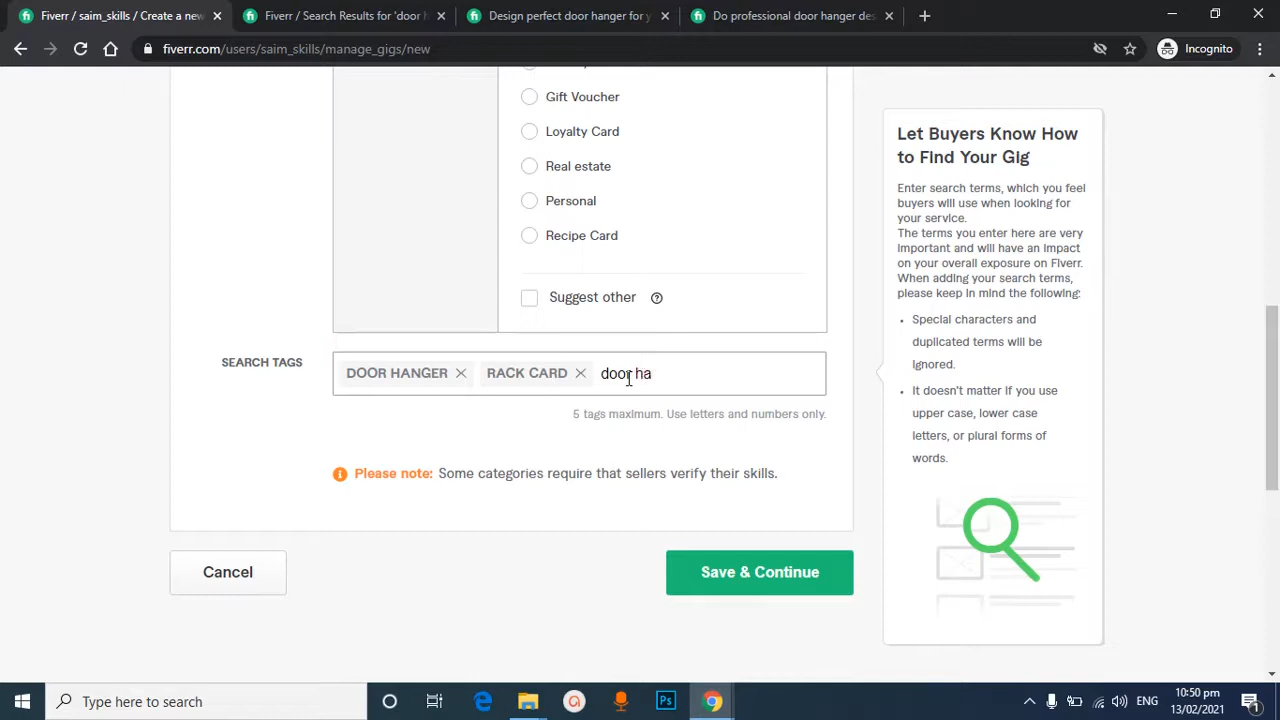 Fiverr / saim_skills / Create a new
Fiverr / Search Results for 'door h
Design perfect door hanger for y
Do professional door hanger des
fiverr.com/users/saim_skills/manage_gigs/new
Incognito
Gift Voucher
Loyalty Card
Real estate
Personal
Recipe Card
Suggest other
SEARCH TAGS
DOOR HANGER
RACK CARD
door ha
5 tags maximum. Use letters and numbers only.
Please note: Some categories require that sellers verify their skills.
Cancel
Save & Continue
Let Buyers Know How
to Find Your Gig
Enter search terms, which you feel
buyers will use when looking for
your service.
The terms you enter here are very
important and will have an impact
on your overall exposure on Fiverr.
When adding your search terms,
please keep in mind the following:
• Special characters and
duplicated terms will be
ignored.
• It doesn't matter if you use
upper case, lower case
letters, or plural forms of
words.
Type here to search
Ps
ENG
10:50 pm
13/02/2021
1